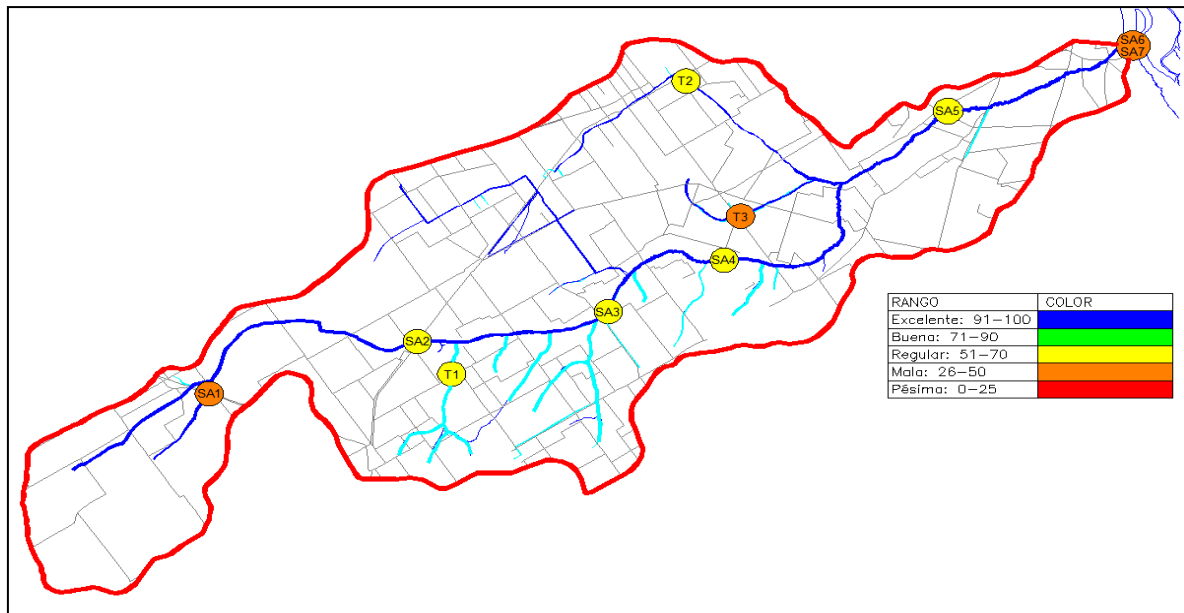 SA6
SA7
T2
SA5
T3
SA4
SA3
SA2
T1
SA1
RANGO COLOR
Excelente: 91-100
Buena: 71-90
Regular: 51-70
Mala: 26-50
Pésima: 0-25